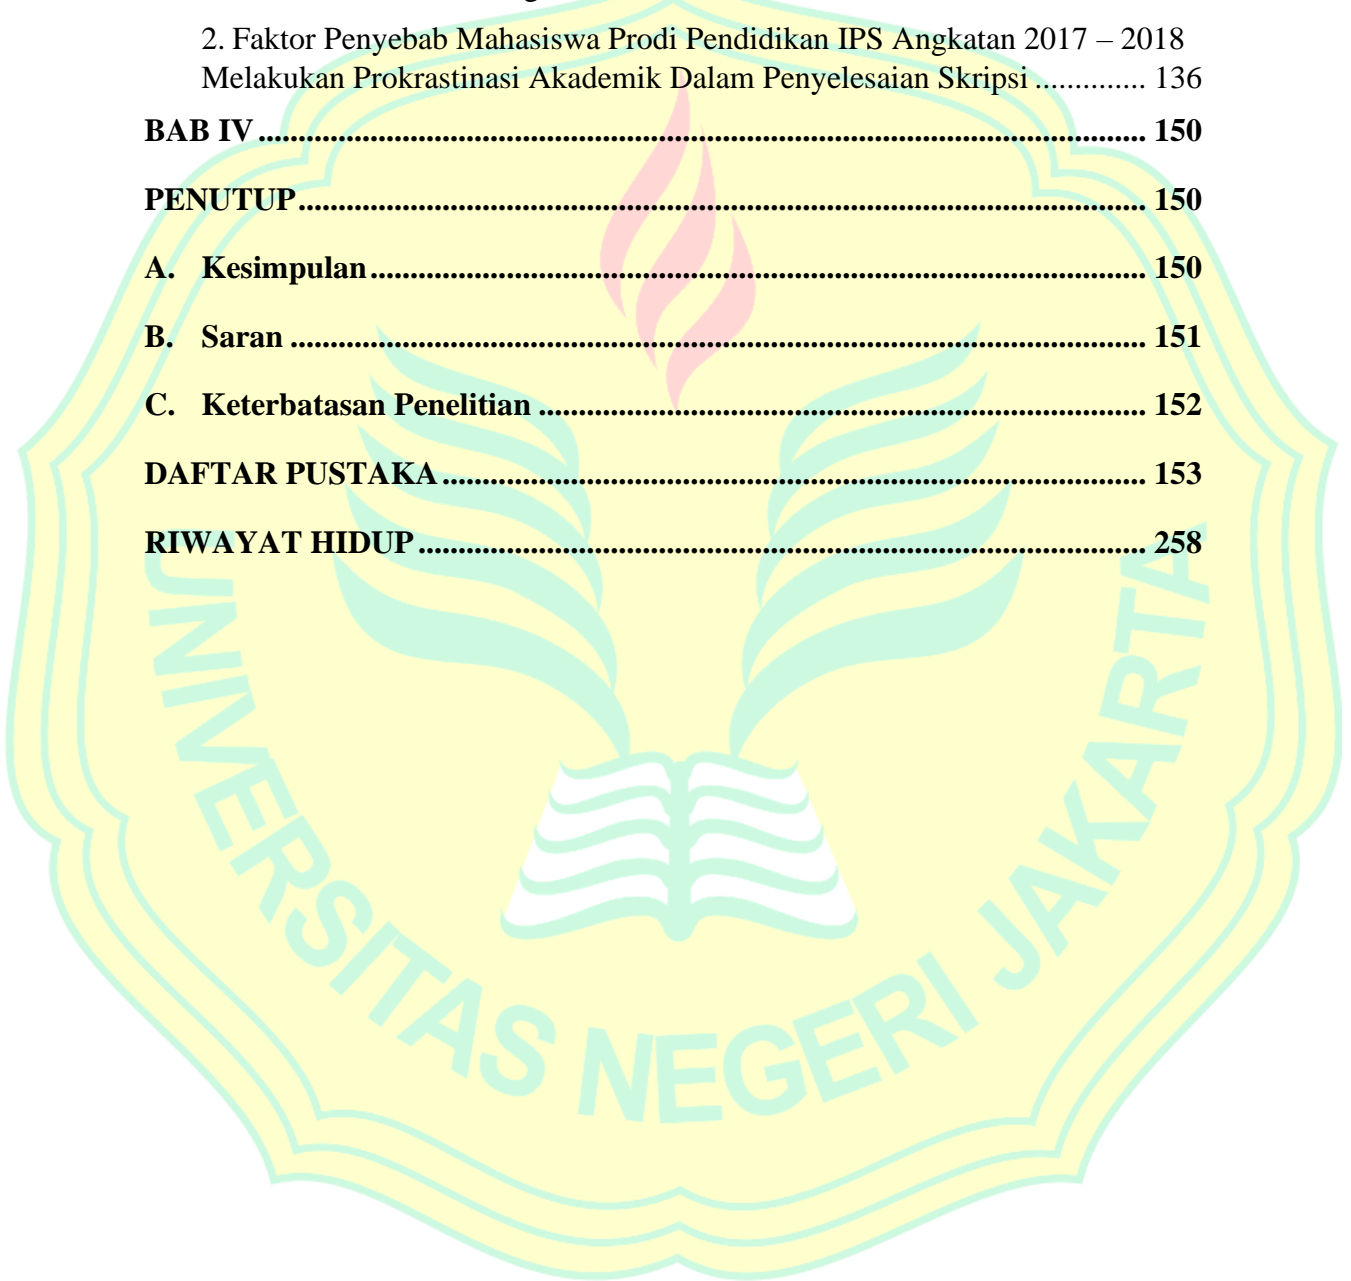 2. Faktor Penyebab Mahasiswa Prodi Pendidikan IPS Angkatan 2017 – 2018
Melakukan Prokrastinasi Akademik Dalam Penyelesaian Skripsi .............. 136
BAB IV ........................................................................ 150
PENUTUP ........................................................................ 150
A. Kesimpulan ........................................................................ 150
B. Saran ........................................................................ 151
C. Keterbatasan Penelitian ........................................................................ 152
DAFTAR PUSTAKA ........................................................................ 153
RIWAYAT HIDUP ........................................................................ 258
UNIVERSITAS NEGERI JAKARTA